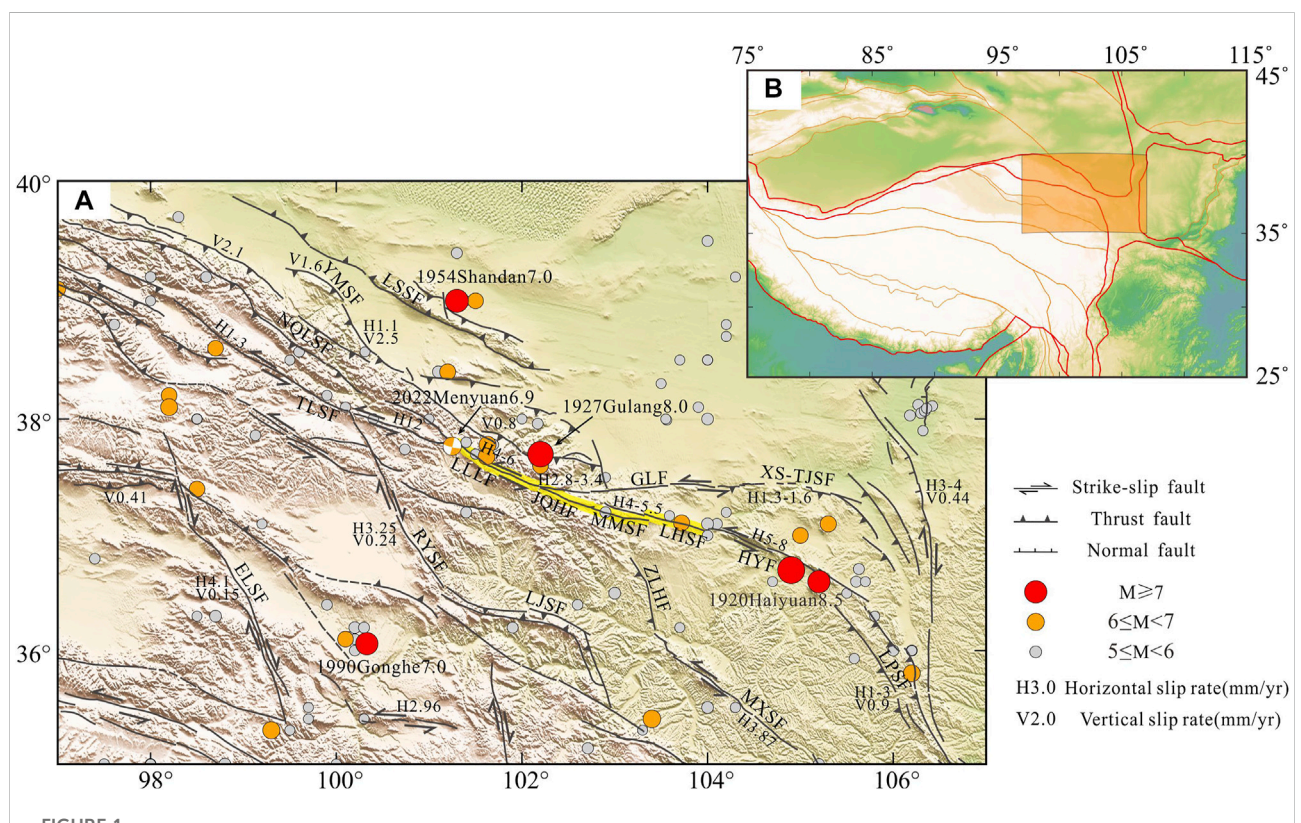 75°
85°
95°
105°
115°
B
45°
35°
25°
40°
A
38°
36°
98°
100°
102°
104°
106°
V2.1
V1.6
YMSF
LSSF
1954Shandan7.0
NQLSF
H1.1
V2.5
H1.3
2022Menyuan6.9
1927Gulang8.0
TLSF
H12
V0.8
H4-6
LLLF
H2.8-3.4
GLF
XS-TJSF
H1.3-1.6
H3-4
V0.44
V0.41
JQHF
H4-5.5
MMSF
LHSF
H5-8
HYF
H3.25
V0.24
RYSF
ELSF
H4.1
V0.15
LJSF
ZLHF
1920Haiyuan8.5
1990Gonghe7.0
LPSF
H1-3
V0.9
H2.96
MXSF
H3.87
Strike-slip fault
Thrust fault
Normal fault
M≥7
6≤M<7
5≤M<6
H3.0 Horizontal slip rate(mm/yr)
V2.0 Vertical slip rate(mm/yr)